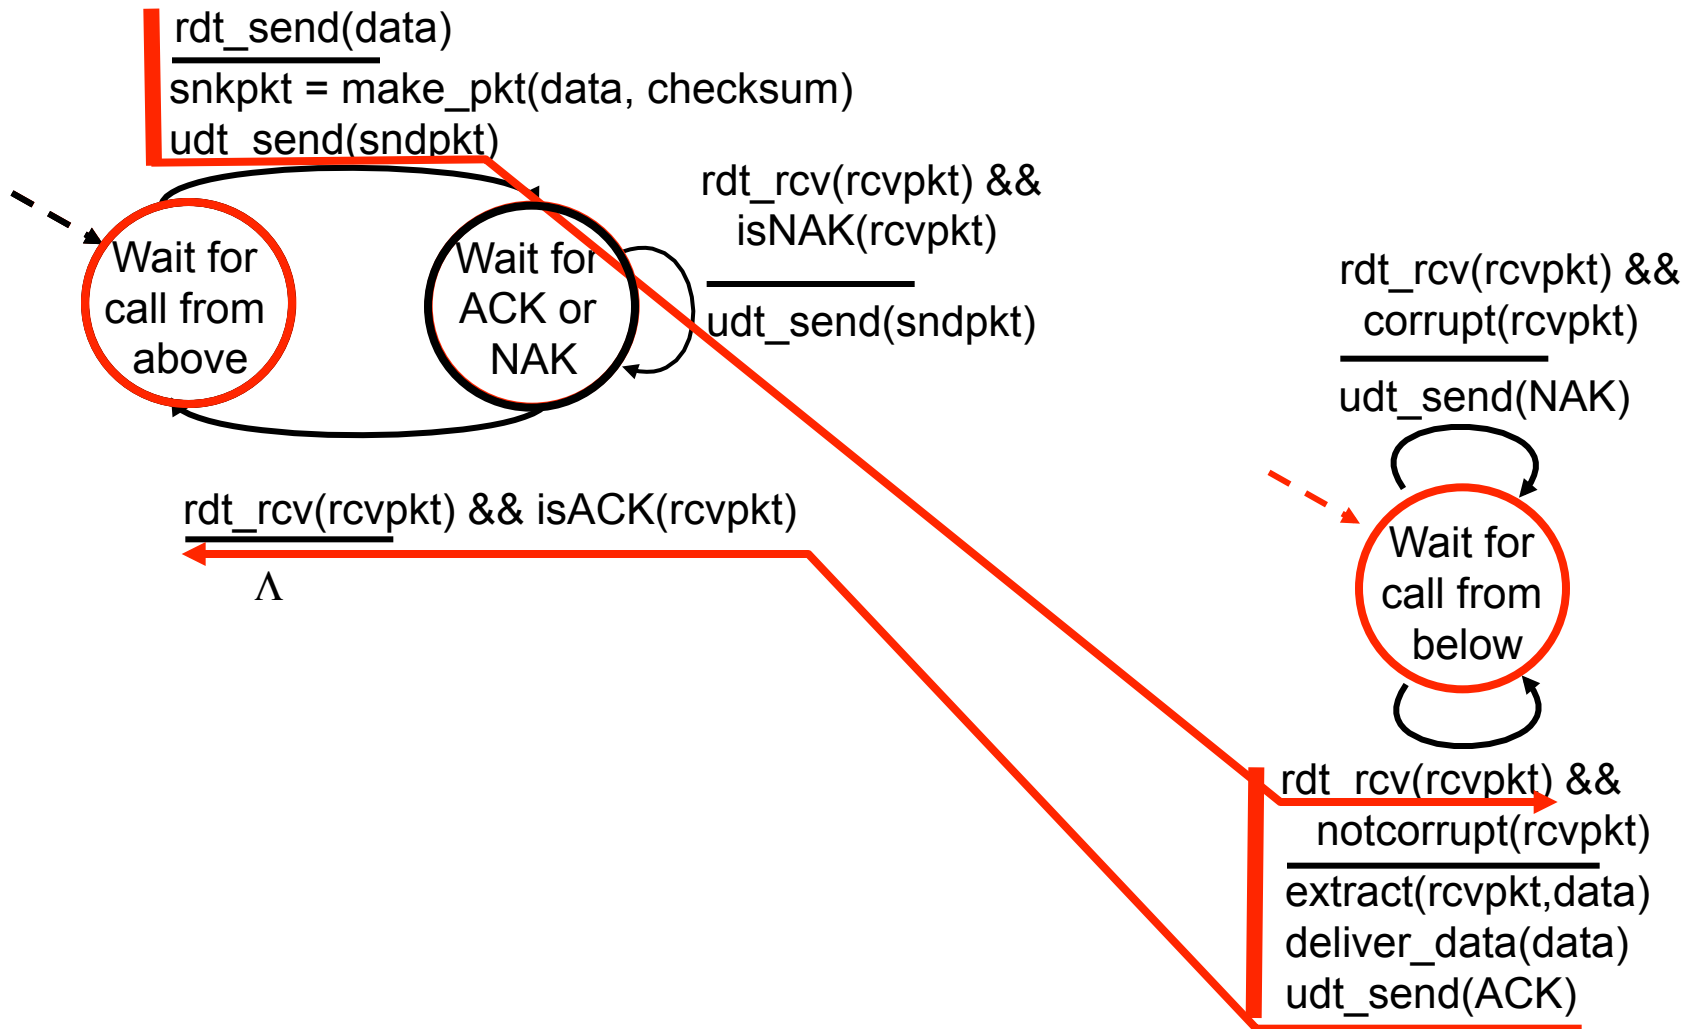 rdt_send(data)
snkpkt = make_pkt(data, checksum)
udt_send(sndpkt)
rdt_rcv(rcvpkt) &&
isNAK(rcvpkt)
udt_send(sndpkt)
Wait for
call from
above
Wait for
ACK or
NAK
rdt_rcv(rcvpkt) && isACK(rcvpkt)
Λ
rdt_rcv(rcvpkt) &&
corrupt(rcvpkt)
udt_send(NAK)
Wait for
call from
below
rdt_rcv(rcvpkt) &&
notcorrupt(rcvpkt)
extract(rcvpkt,data)
deliver_data(data)
udt_send(ACK)